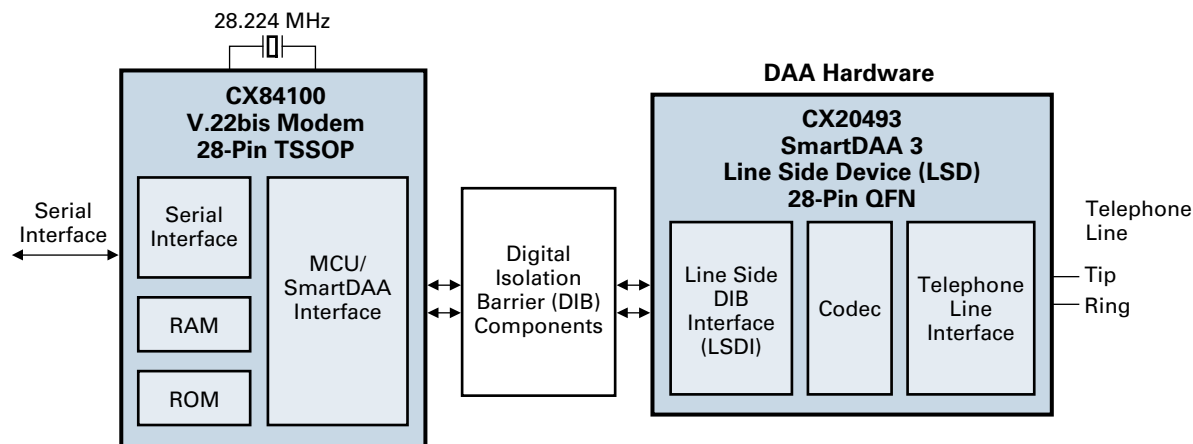 28.224 MHz
CX84100
V.22bis Modem
28-Pin TSSOP
Serial
Interface
Serial
Interface
RAM
ROM
MCU/
SmartDAA
Interface
Digital
Isolation
Barrier (DIB)
Components
DAA Hardware
CX20493
SmartDAA 3
Line Side Device (LSD)
28-Pin QFN
Line Side
DIB
Interface
(LSDI)
Codec
Telephone
Line
Interface
Telephone
Line
Tip
Ring